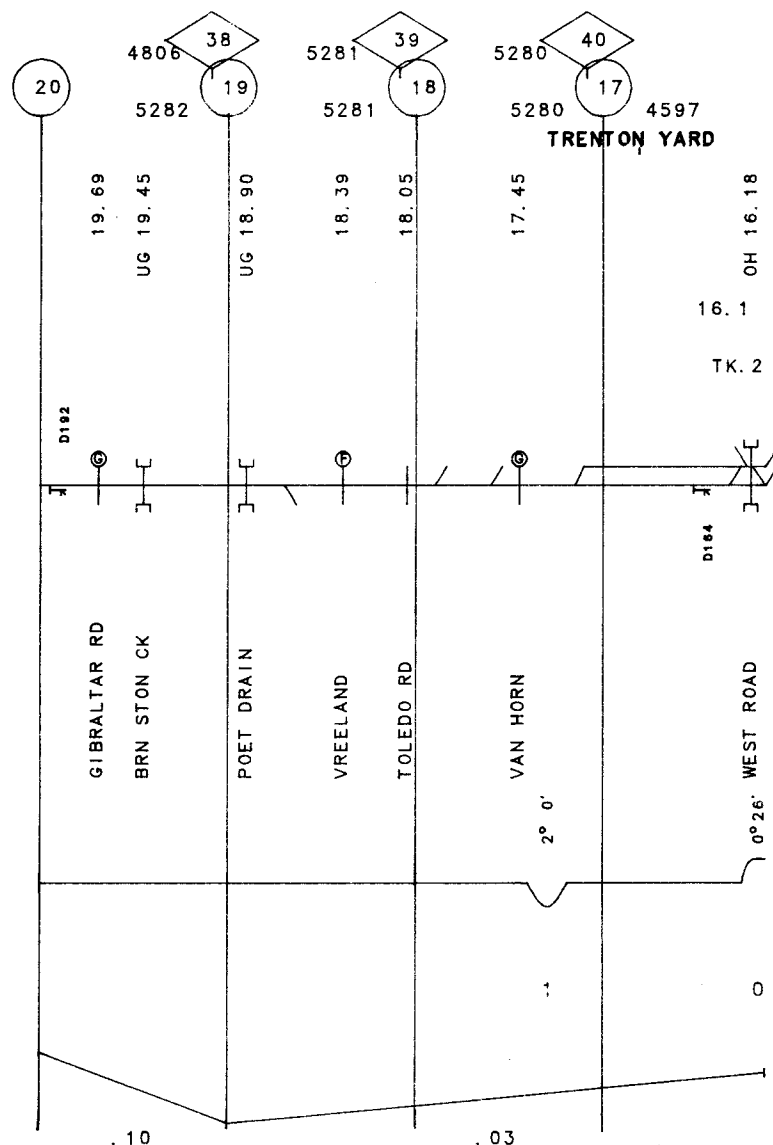 38 39 40
4806 5281 5280
20 19 18 17
5282 5281 5280 4597
TRENTON YARD
19.69
UG 19.45
UG 18.90
18.39
18.05
17.45
OH 16.18
16.1
TK. 2
D192
G F G
D164
GIBRALTAR RD
BRN STON CK
POET DRAIN
VREELAND
TOLEDO RD
VAN HORN
WEST ROAD
2° 0'
0°26'
0
.10 .03